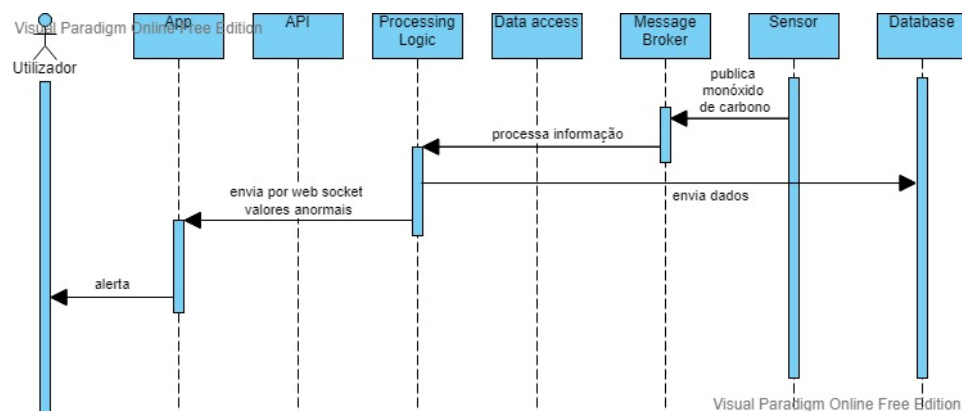 Visual Paradigm Online Free Edition
Utilizador
App
API
Processing
Logic
Data access
Message
Broker
Sensor
Database
publica
monóxido
de carbono
processa informação
envia dados
envia por web socket
valores anormais
alerta
Visual Paradigm Online Free Edition